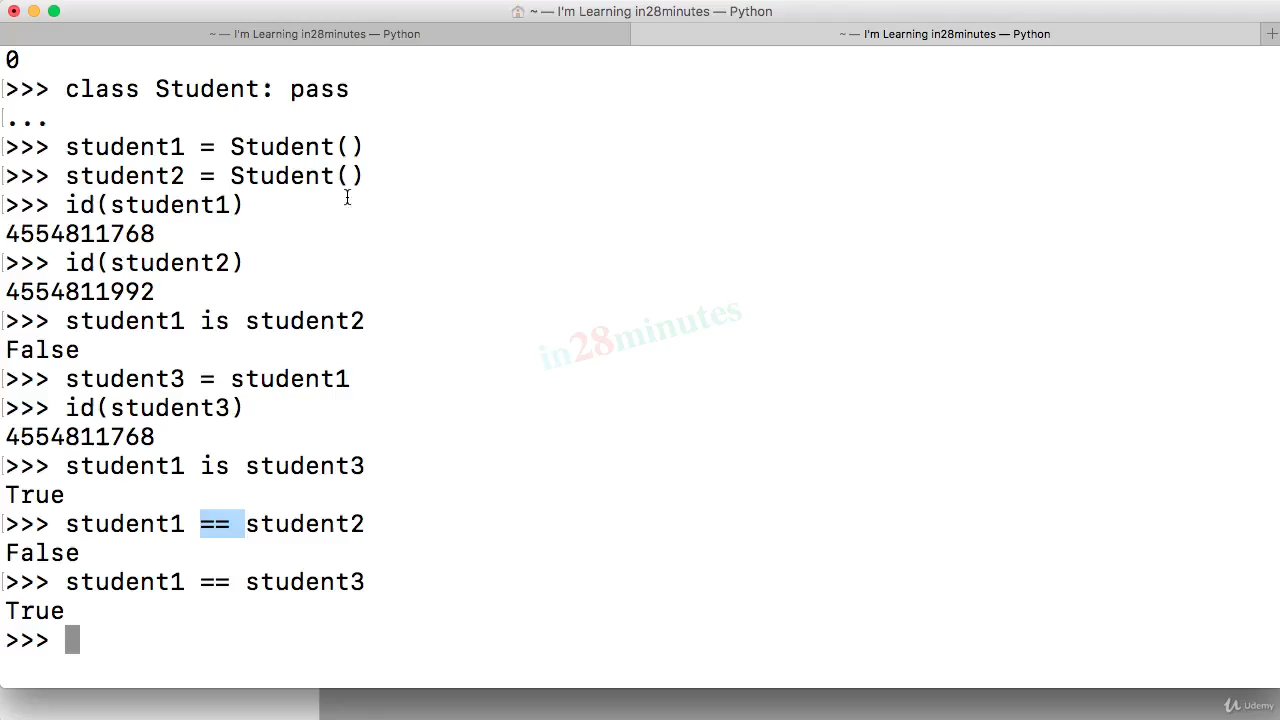 ~ — I'm Learning in28minutes — Python
~ — I'm Learning in28minutes — Python
~ — I'm Learning in28minutes — Python
0
>>> class Student: pass
...
>>> student1 = Student()
>>> student2 = Student()
>>> id(student1)
4554811768
>>> id(student2)
4554811992
>>> student1 is student2
False
>>> student3 = student1
>>> id(student3)
4554811768
>>> student1 is student3
True
>>> student1 == student2
False
>>> student1 == student3
True
>>>
in28minutes
Udemy